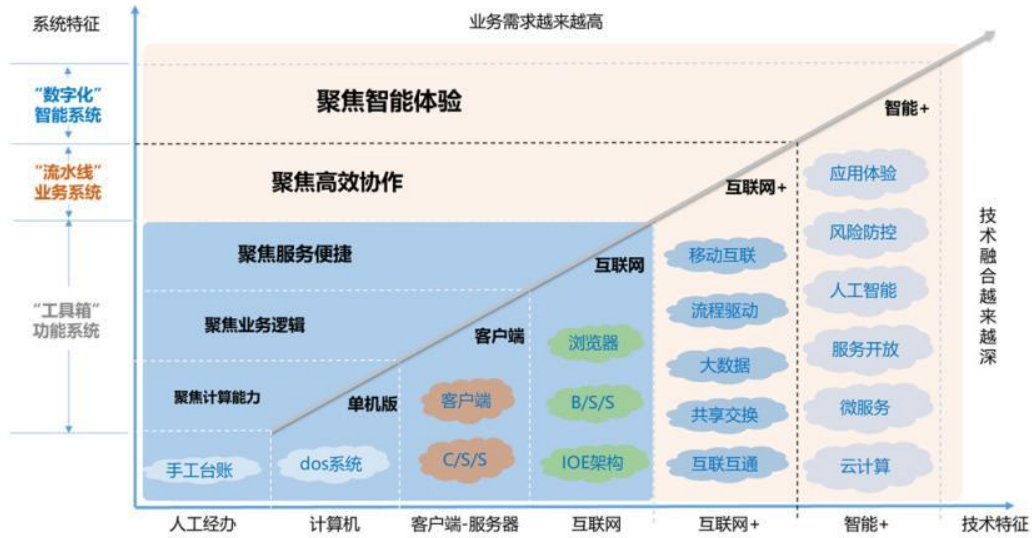 系统特征
业务需求越来越高
“数字化”
智能系统
聚焦智能体验
智能+
“流水线”
业务系统
聚焦高效协作
互联网+
应用体验
风险防控
人工智能
服务开放
微服务
云计算
移动互联
流程驱动
大数据
共享交换
互联互通
“工具箱”
功能系统
聚焦服务便捷
互联网
聚焦业务逻辑
客户端
聚焦计算能力
单机版
浏览器
B/S/S
IOE架构
客户端
C/S/S
dos系统
手工台账
技术融合越来越深
人工经办
计算机
客户端-服务器
互联网
互联网+
智能+
技术特征